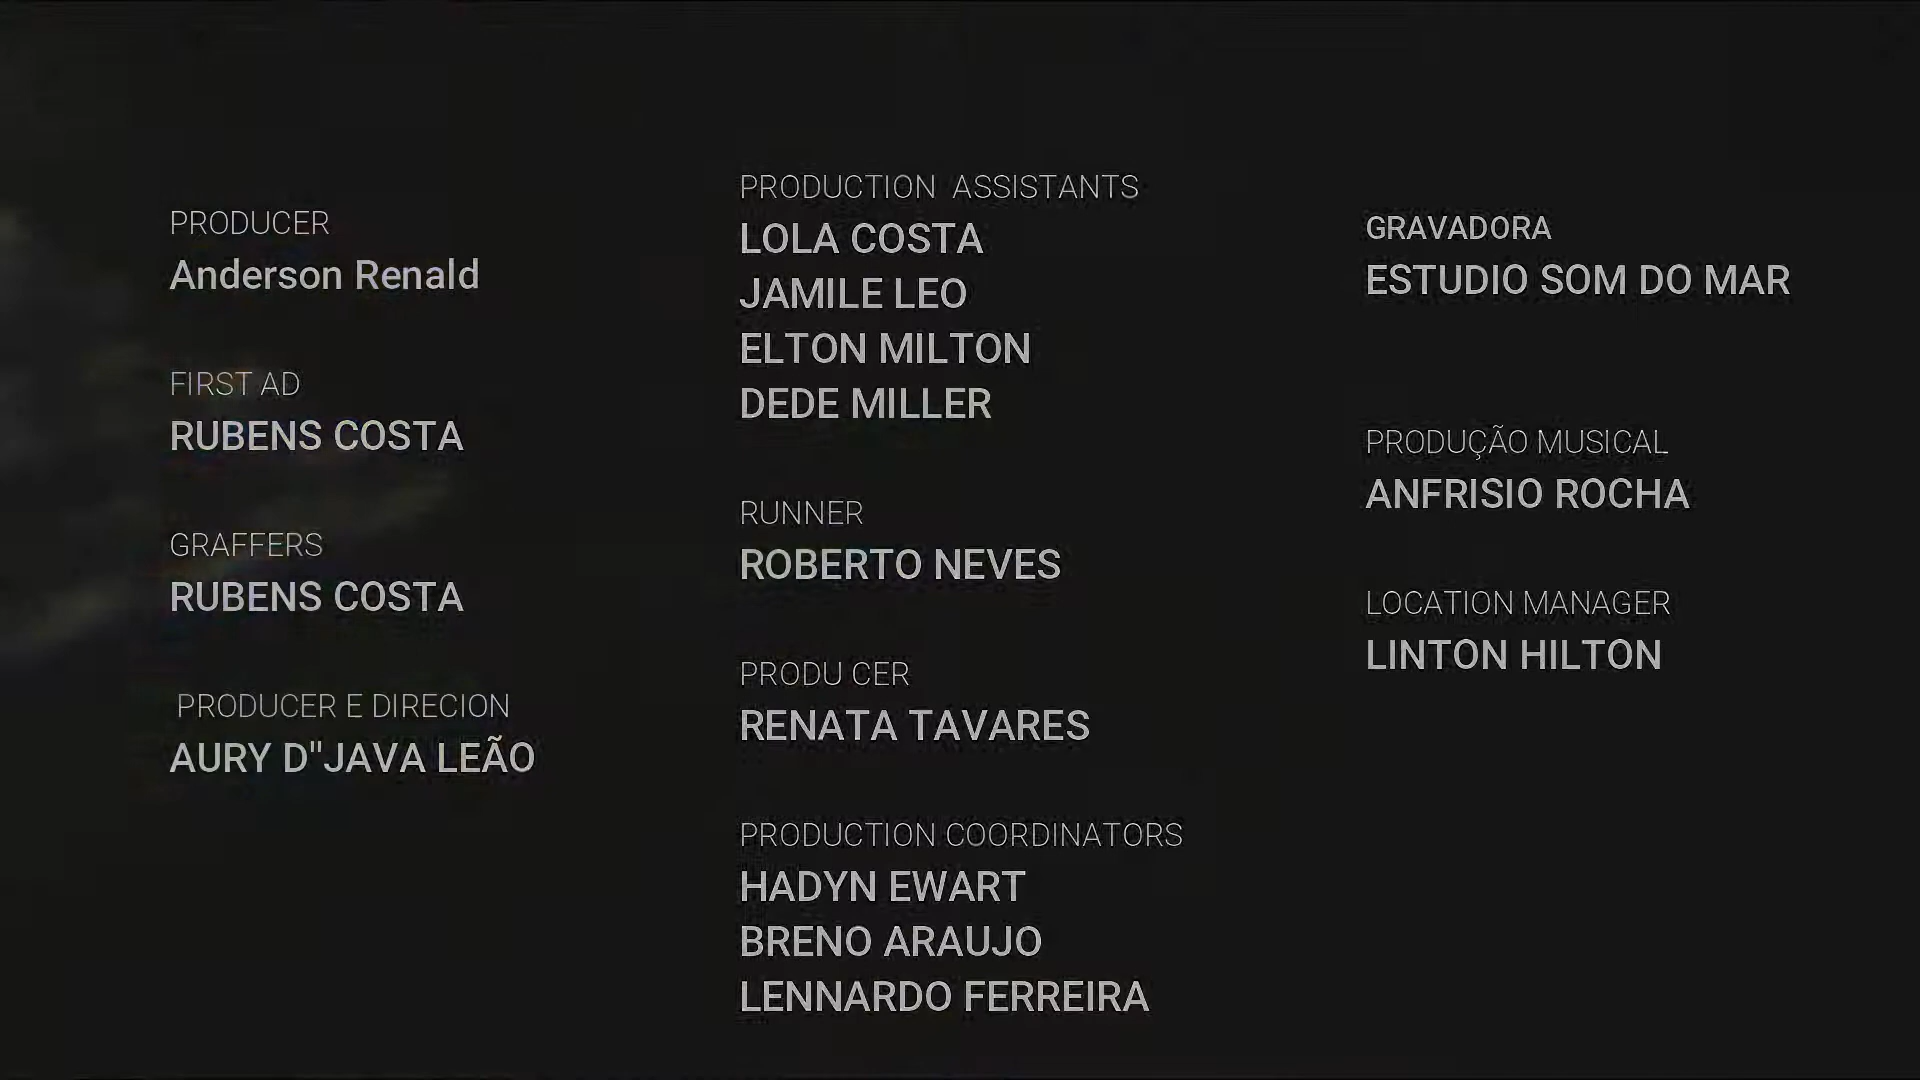 PRODUCER
Anderson Renald
FIRST AD
RUBENS COSTA
GRAFFERS
RUBENS COSTA
PRODUCER E DIRECION
AURY D"JAVA LEÃO
PRODUCTION ASSISTANTS
LOLA COSTA
JAMILE LEO
ELTON MILTON
DEDE MILLER
RUNNER
ROBERTO NEVES
PRODU CER
RENATA TAVARES
PRODUCTION COORDINATORS
HADYN EWART
BRENO ARAUJO
LENNARDO FERREIRA
GRAVADORA
ESTUDIO SOM DO MAR
PRODUÇÃO MUSICAL
ANFRISIO ROCHA
LOCATION MANAGER
LINTON HILTON